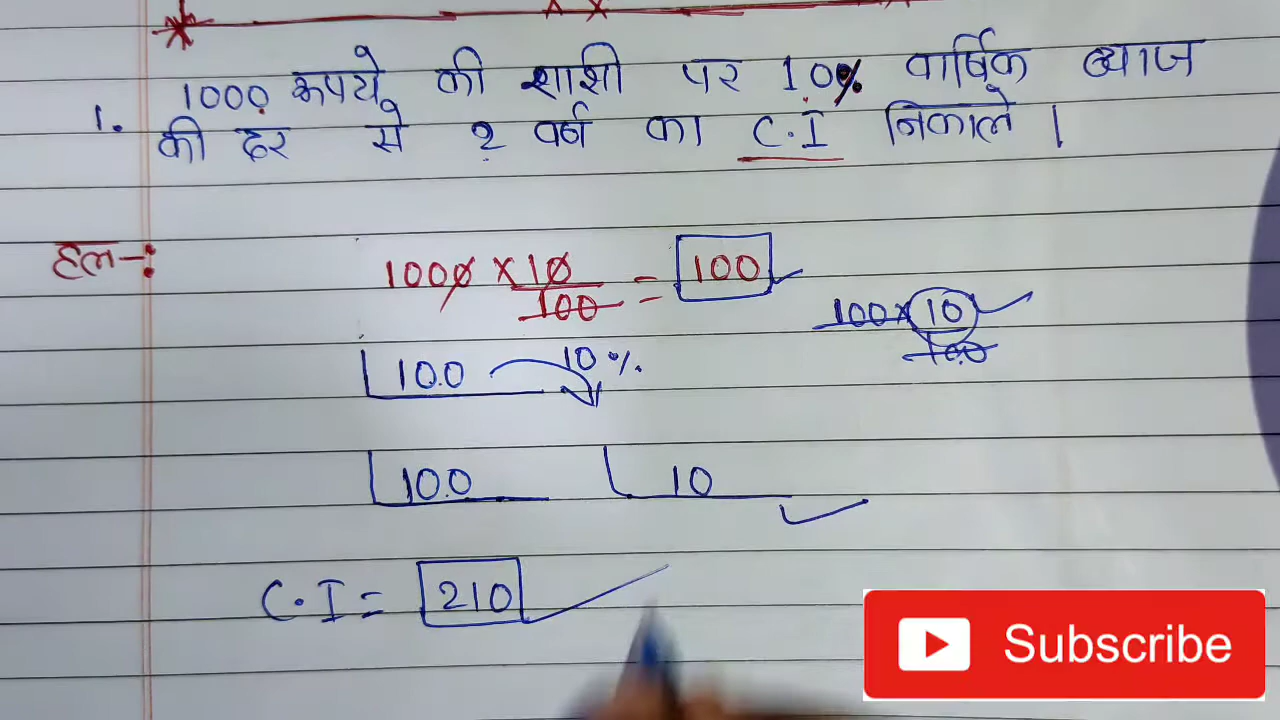 1000 रूपये की राशी पर 10% वार्षिक ब्याज
1. की दर से 2 वर्ष का C.I निकाले।
हल-:
1000 × 10/100 = 100
100 × 10/100
100 10%
100 10
C.I = 210
Subscribe